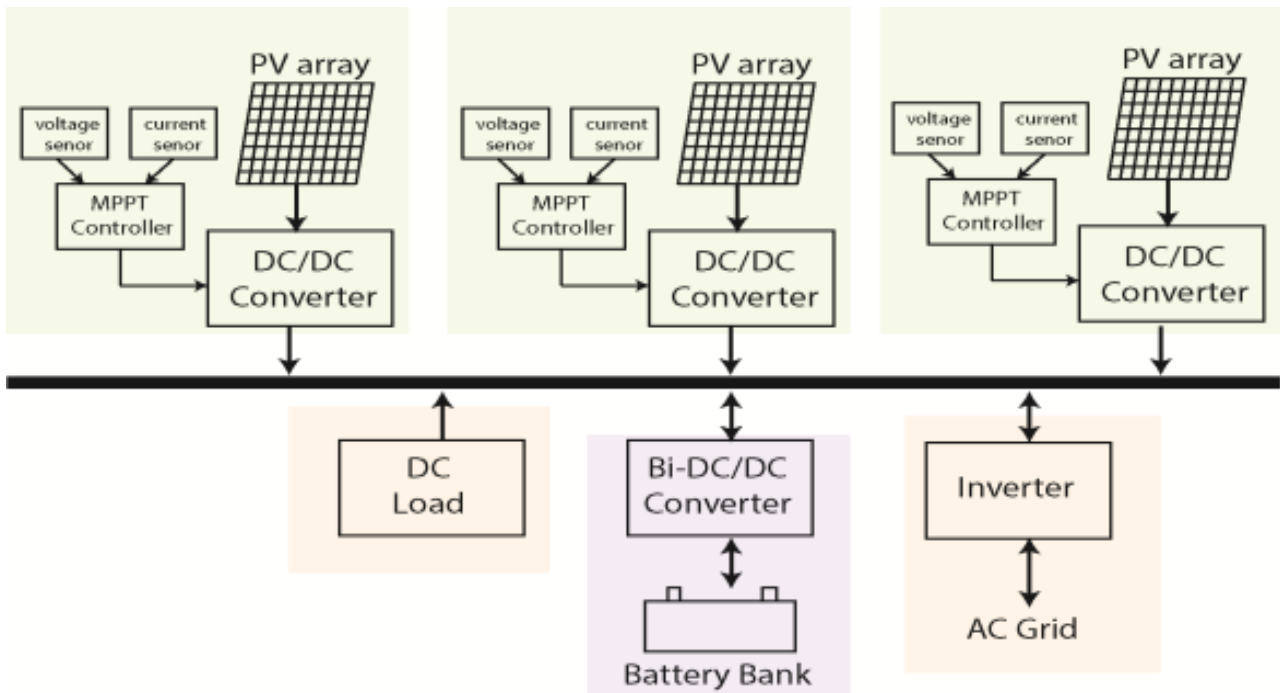 PV array
voltage
senor
current
senor
MPPT
Controller
DC/DC
Converter
PV array
voltage
senor
current
senor
MPPT
Controller
DC/DC
Converter
PV array
voltage
senor
current
senor
MPPT
Controller
DC/DC
Converter
DC
Load
Bi-DC/DC
Converter
Battery Bank
Inverter
AC Grid